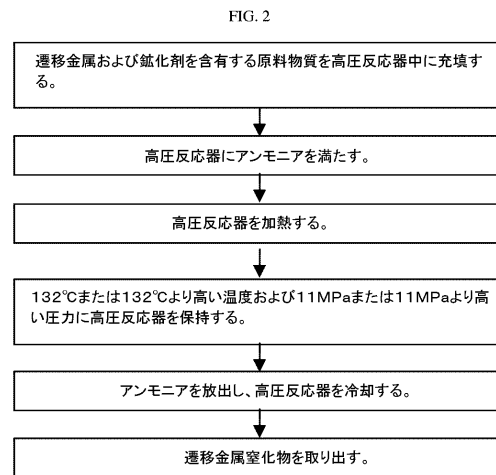 FIG. 2
遷移金属および鉱化剤を含有する原料物質を高圧反応器中に充填す
る。
高圧反応器にアンモニアを満たす。
高圧反応器を加熱する。
132℃または132℃より高い温度および11MPaまたは11MPaより高
い圧力に高圧反応器を保持する。
アンモニアを放出し、高圧反応器を冷却する。
遷移金属窒化物を取り出す。